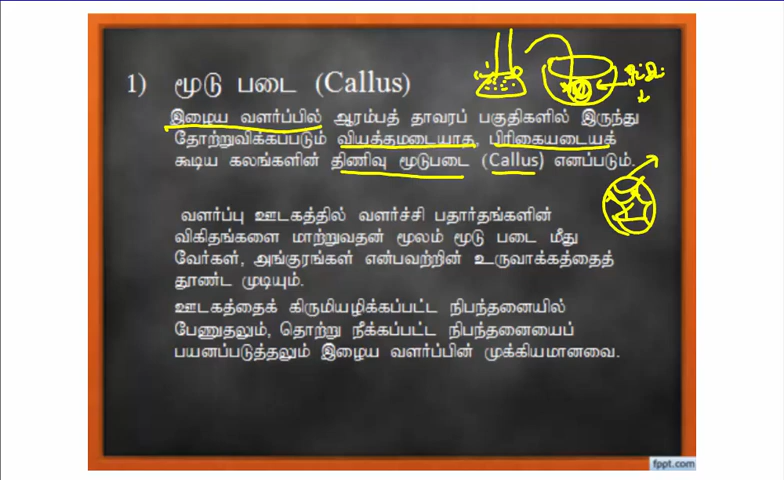 1) மூடு படை (Callus)
இழைய வளர்ப்பில் ஆரம்பத் தாவரப் பகுதிகளில் இருந்து
தோற்றுவிக்கப்படும் வியத்தமடையாத, பிரிகையடையக்
கூடிய கலங்களின் திணிவு மூடுபடை (Callus) எனப்படும்.
வளர்ப்பு ஊடகத்தில் வளர்ச்சி பதார்தங்களின்
விகிதங்களை மாற்றுவதன் மூலம் மூடு படை மீது
வேர்கள், அங்குரங்கள் என்பவற்றின் உருவாக்கத்தைத்
தூண்ட முடியும்.
ஊடகத்தைக் கிருமியழிக்கப்பட்ட நிபந்தனையில்
பேணுதலும், தொற்று நீக்கப்பட்ட நிபந்தனையைப்
பயனப்படுத்தலும் இழைய வளர்ப்பின் முக்கியமானவை.
fppt.com